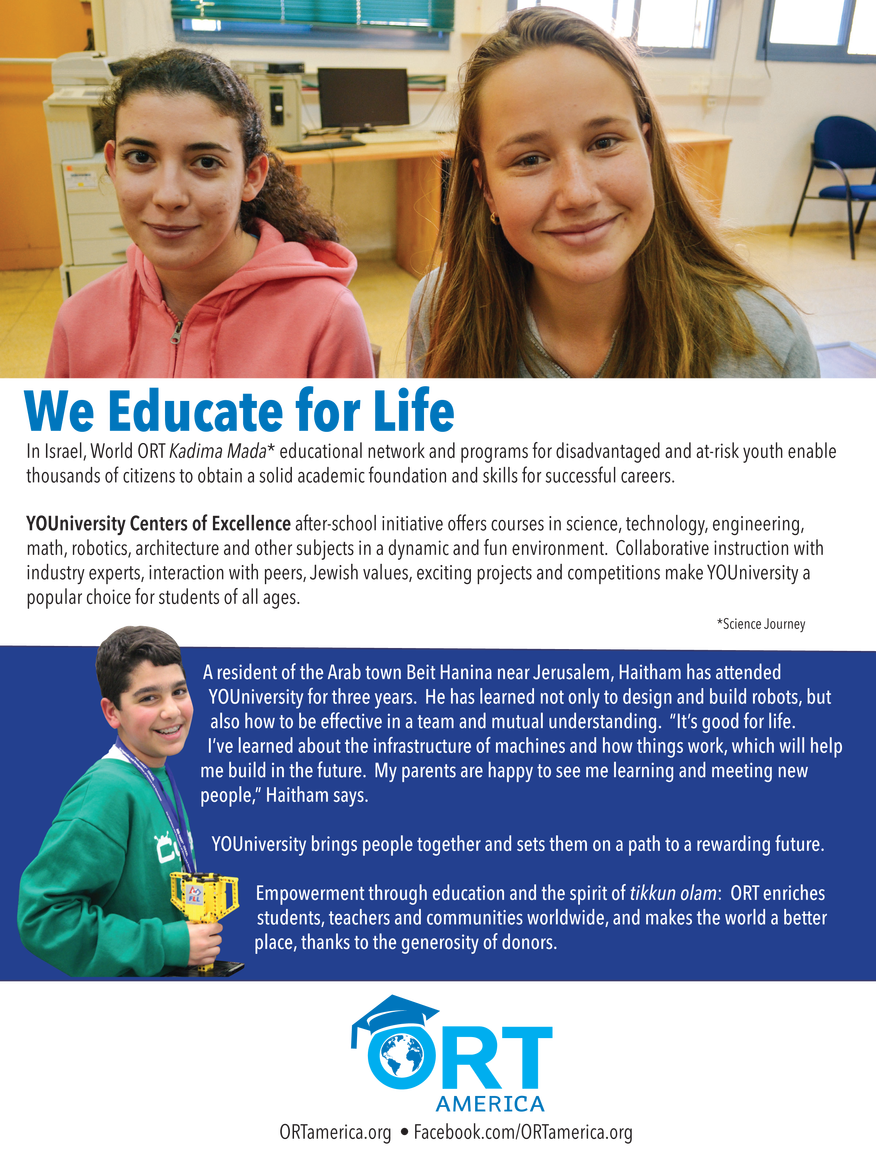 We Educate for Life
In Israel, World ORT Kadima Mada* educational network and programs for disadvantaged and at-risk youth enable
thousands of citizens to obtain a solid academic foundation and skills for successful careers.
YOUniversity Centers of Excellence after-school initiative offers courses in science, technology, engineering,
math, robotics, architecture and other subjects in a dynamic and fun environment. Collaborative instruction with
industry experts, interaction with peers, Jewish values, exciting projects and competitions make YOUniversity a
popular choice for students of all ages.
*Science Journey
A resident of the Arab town Beit Hanina near Jerusalem, Haitham has attended
YOUniversity for three years. He has learned not only to design and build robots, but
also how to be effective in a team and mutual understanding. "It's good for life.
I've learned about the infrastructure of machines and how things work, which will help
me build in the future. My parents are happy to see me learning and meeting new
people," Haitham says.
YOUniversity brings people together and sets them on a path to a rewarding future.
Empowerment through education and the spirit of tikkun olam: ORT enriches
students, teachers and communities worldwide, and makes the world a better
place, thanks to the generosity of donors.
FLL
ORT
AMERICA
ORTamerica.org • Facebook.com/ORTamerica.org